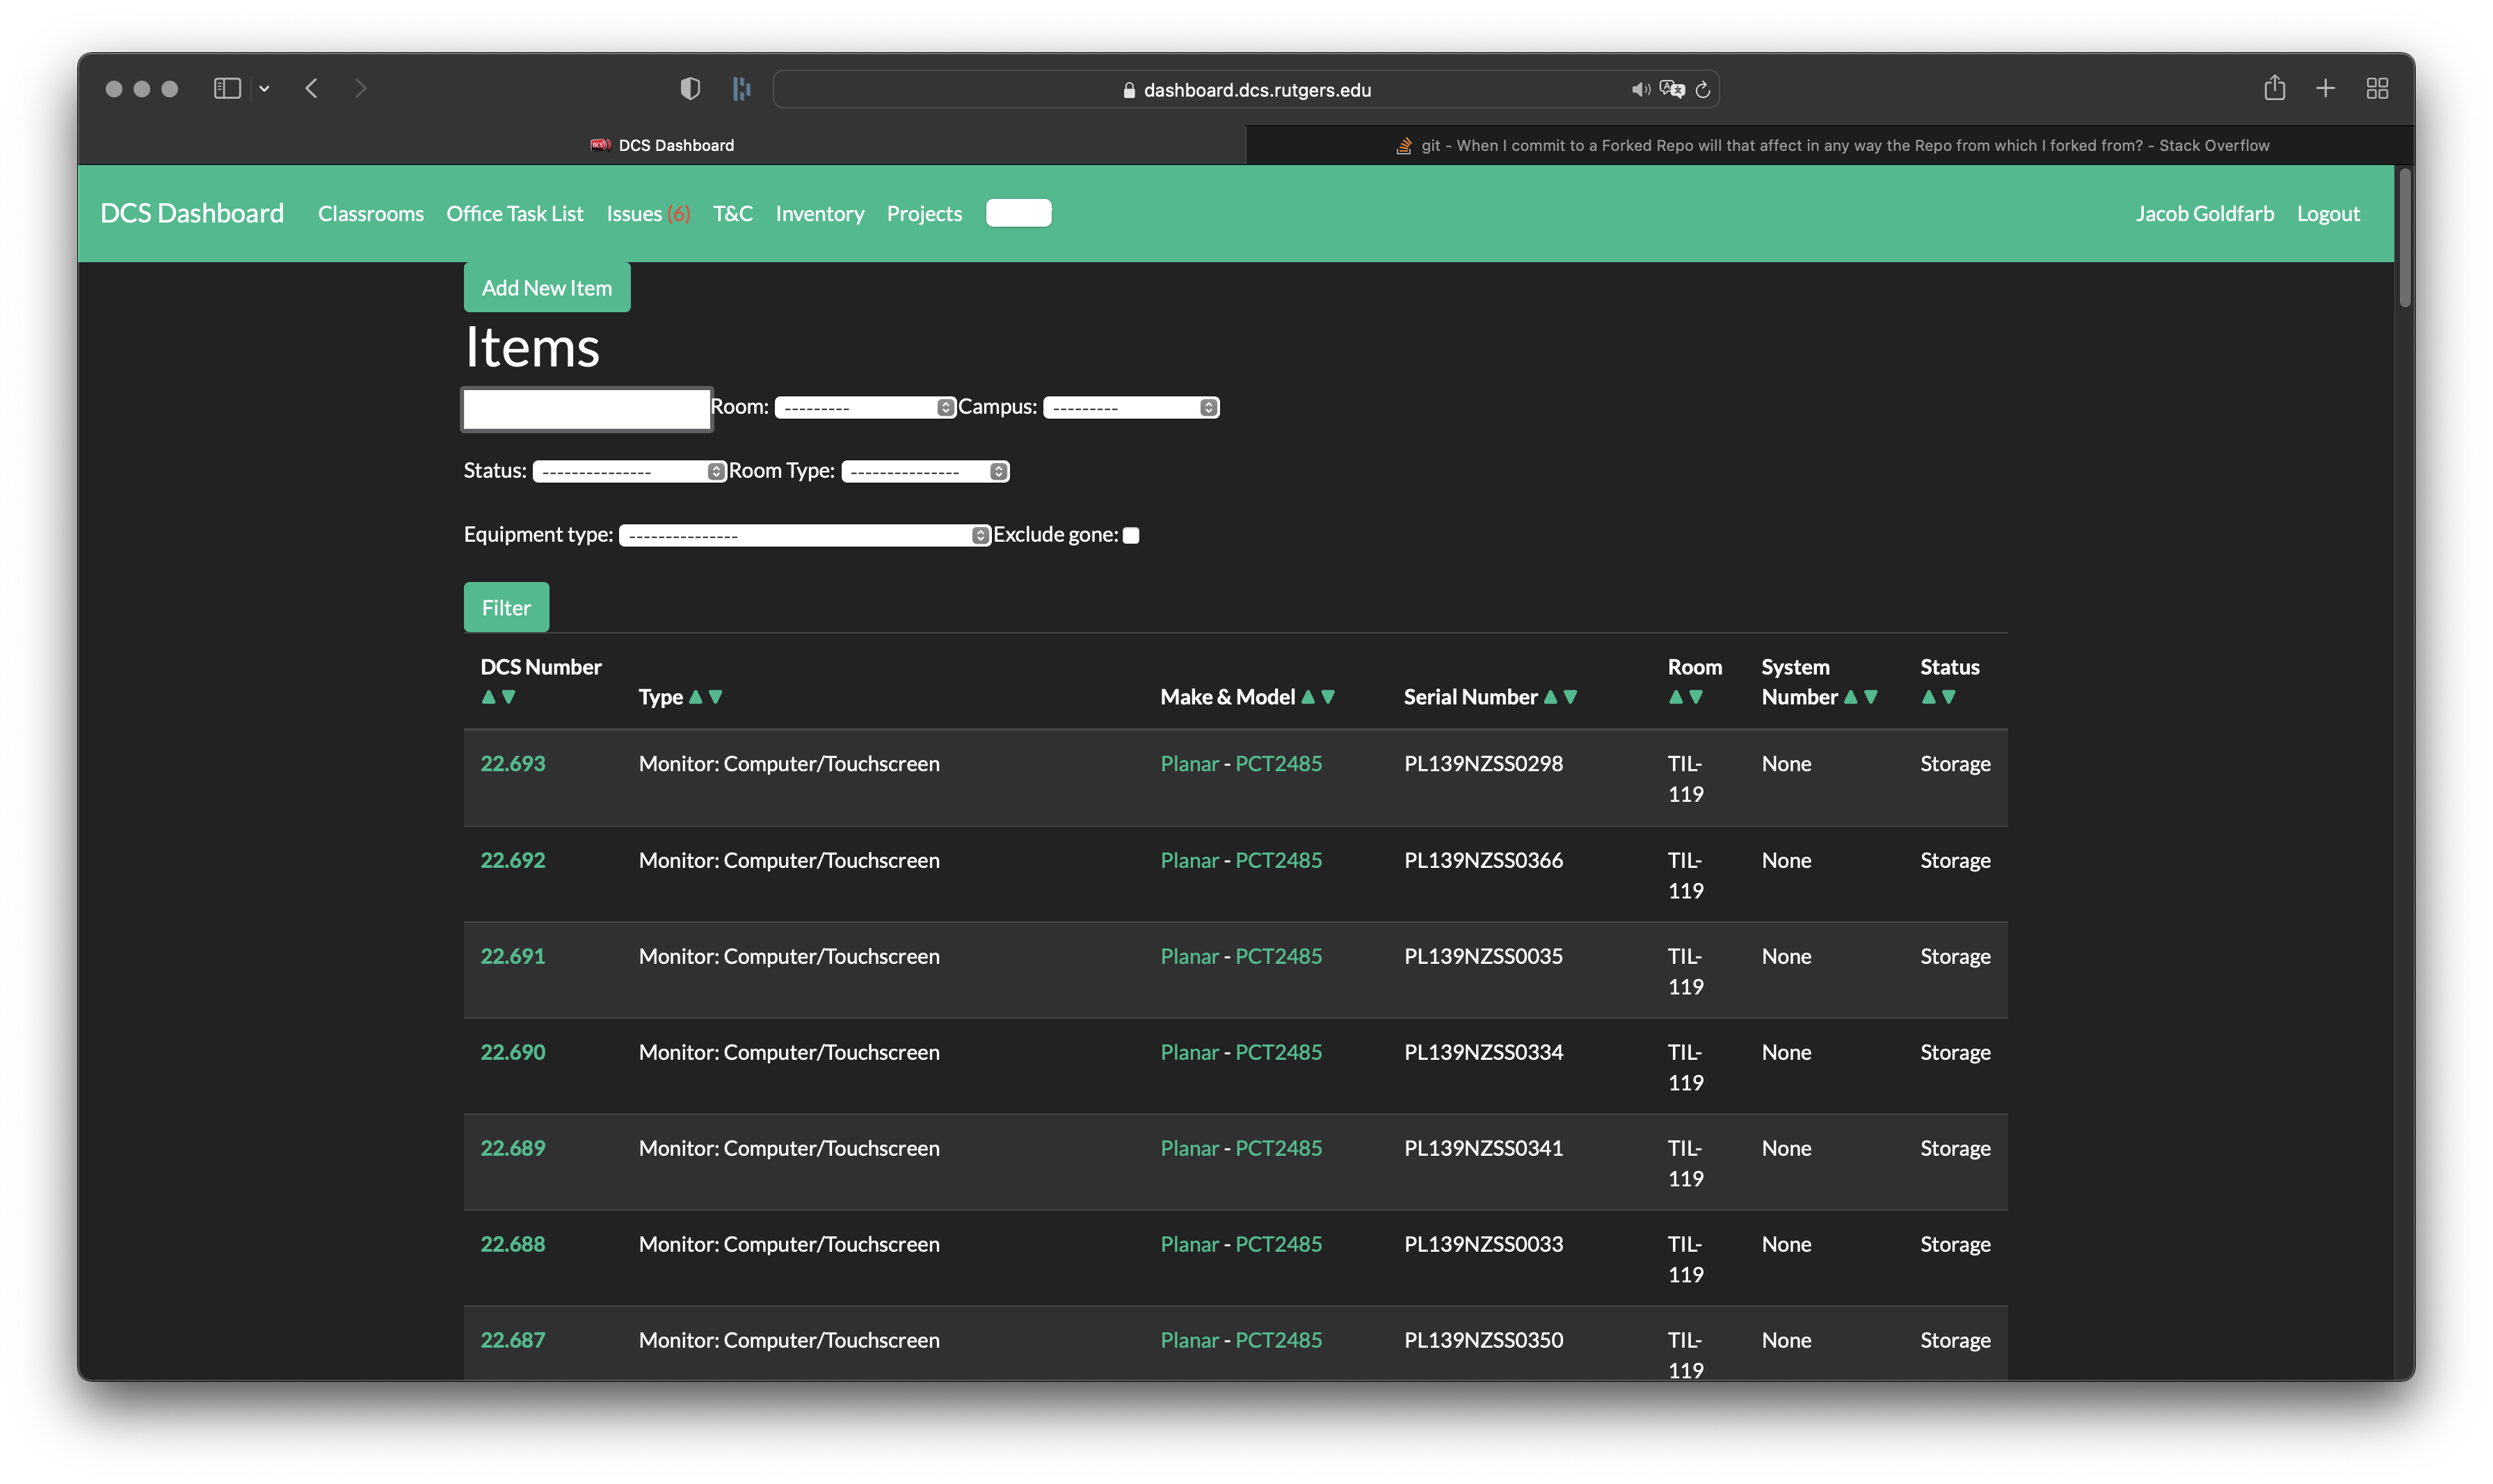 dashboard.dcs.rutgers.edu
DCS Dashboard
git - When I commit to a Forked Repo will that affect in any way the Repo from which I forked from? - Stack Overflow
DCS Dashboard Classrooms Office Task List Issues (6) T&C Inventory Projects Jacob Goldfarb Logout
Add New Item
Items
Room: --------- Campus: ---------
Status: --------------- Room Type: ---------------
Equipment type: --------------- Exclude gone:
Filter
DCS Number ▲▼ Type ▲▼ Make & Model ▲▼ Serial Number ▲▼ Room ▲▼ System Number ▲▼ Status ▲▼
22.693 Monitor: Computer/Touchscreen Planar - PCT2485 PL139NZSS0298 TIL-119 None Storage
22.692 Monitor: Computer/Touchscreen Planar - PCT2485 PL139NZSS0366 TIL-119 None Storage
22.691 Monitor: Computer/Touchscreen Planar - PCT2485 PL139NZSS0035 TIL-119 None Storage
22.690 Monitor: Computer/Touchscreen Planar - PCT2485 PL139NZSS0334 TIL-119 None Storage
22.689 Monitor: Computer/Touchscreen Planar - PCT2485 PL139NZSS0341 TIL-119 None Storage
22.688 Monitor: Computer/Touchscreen Planar - PCT2485 PL139NZSS0033 TIL-119 None Storage
22.687 Monitor: Computer/Touchscreen Planar - PCT2485 PL139NZSS0350 TIL-119 None Storage